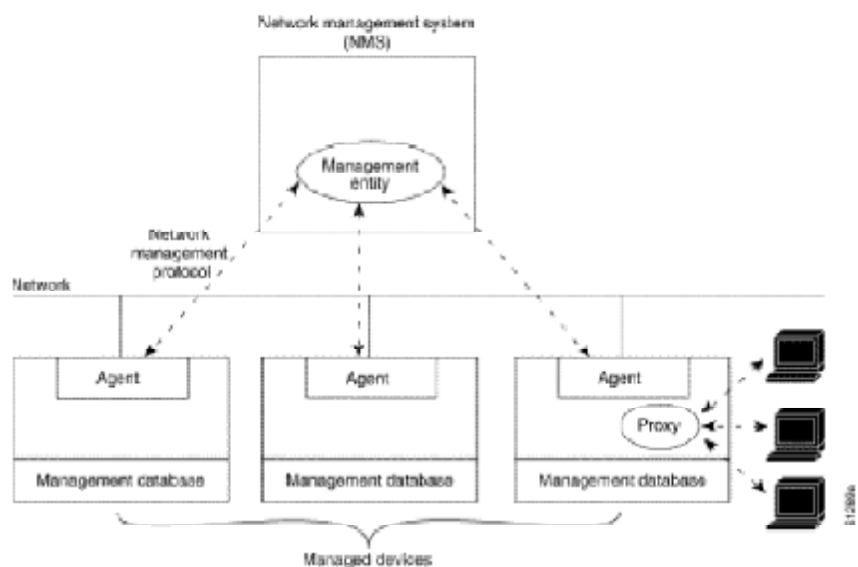 Network management system
(NMS)
Management
entity
Network
management
protocol
Network
Agent
Agent
Agent
Proxy
Management database
Management database
Management database
Managed devices